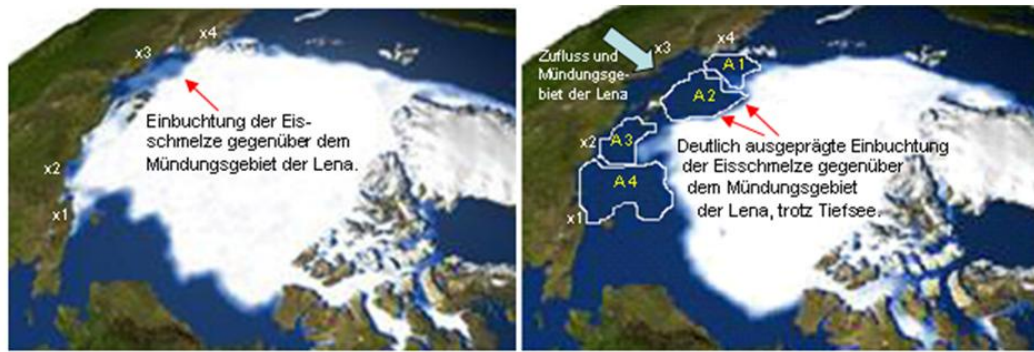 x4
x3
Einbuchtung der Eis-
schmelze gegenüber dem
Mündungsgebiet der Lena.
x2
x1
x4
x3
Zufluss und
Mündungsge-
biet der Lena
A 1
A 2
A 3
x2
Deutlich ausgeprägte Einbuchtung
der Eisschmelze gegenüber
dem Mündungsgebiet
der Lena, trotz Tiefsee.
A 4
x1